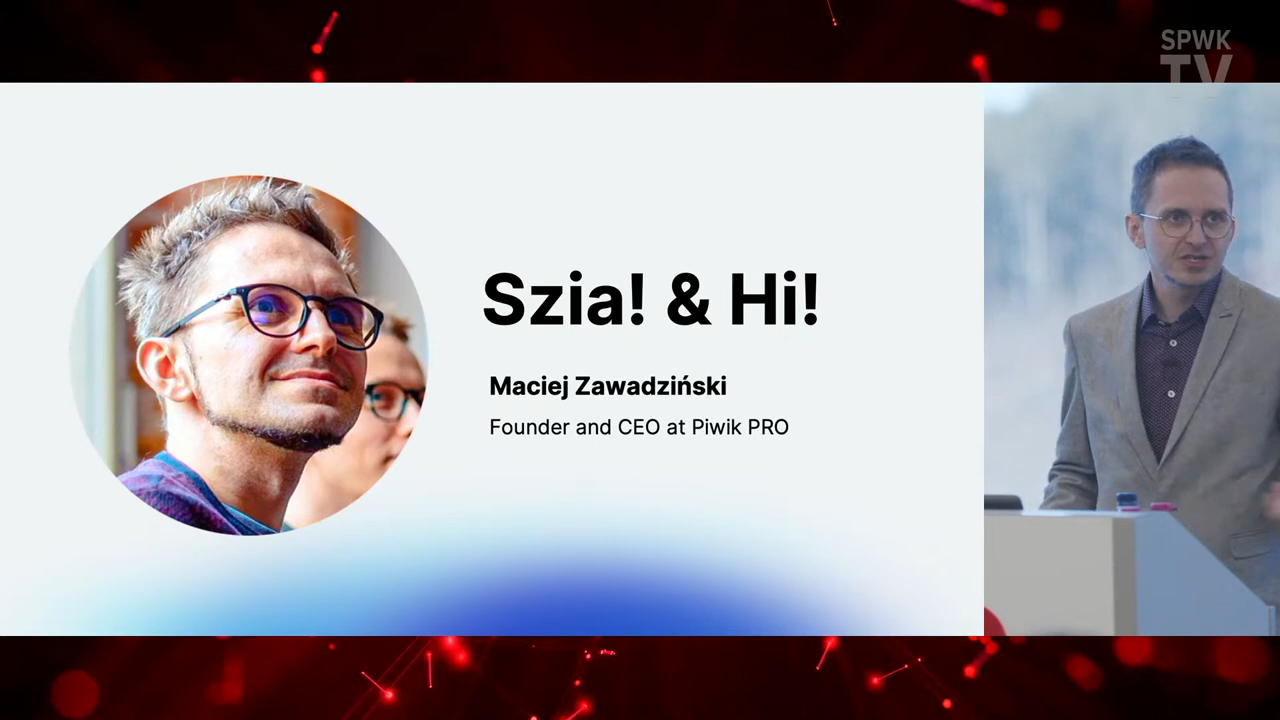 SPWK
TV
Szia! & Hi!
Maciej Zawadziński
Founder and CEO at Piwik PRO